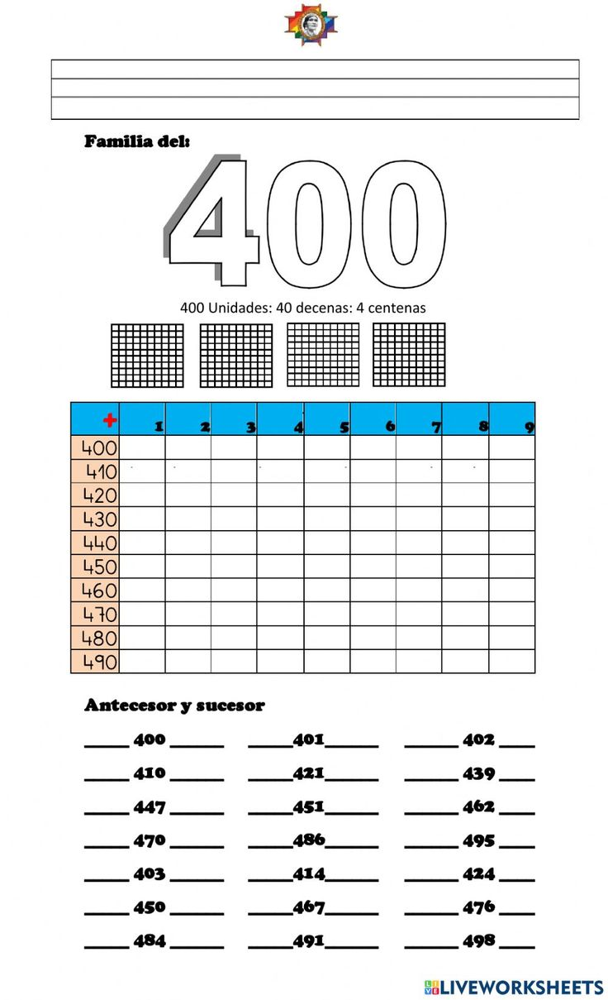 Familia del:
400
400 Unidades: 40 decenas: 4 centenas
+ 1 2 3 4 5 6 7 8 9
400
410
420
430
440
450
460
470
480
490
Antecesor y sucesor
_____ 400 ______ _____401______ ______ 402 ____
_____ 410 ______ _____421______ ______ 439 ____
_____ 447 ______ _____451______ ______ 462 ____
_____ 470 ______ _____486______ ______ 495 ____
_____ 403 ______ _____414______ ______ 424 ____
_____ 450 ______ _____467______ ______ 476 ____
_____ 484 ______ _____491______ ______ 498 ____
LIVE LIVEWORKSHEETS